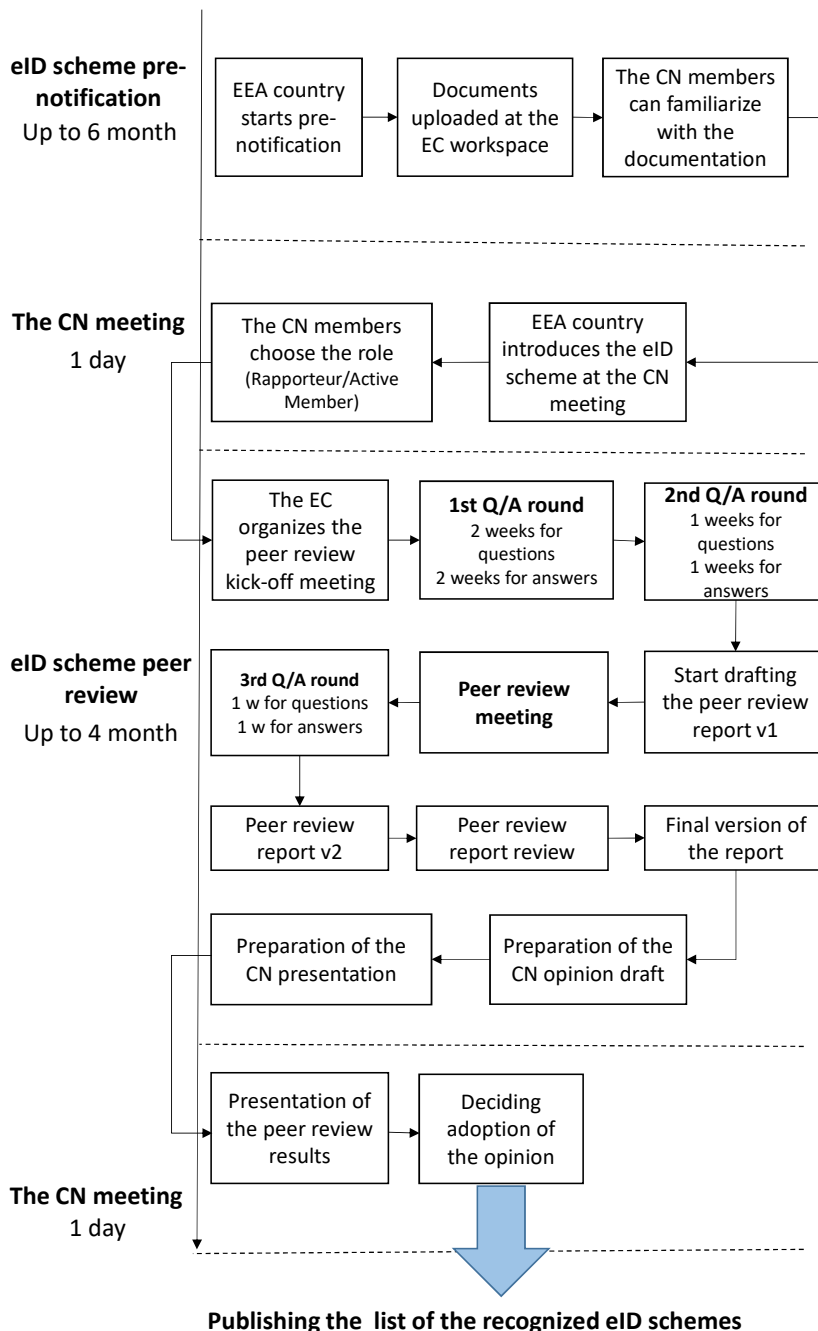 eID scheme pre-
notification
Up to 6 month
EEA country
starts pre-
notification
Documents
uploaded at the
EC workspace
The CN members
can familiarize
with the
documentation
The CN meeting
1 day
The CN members
choose the role
(Rapporteur/Active
Member)
EEA country
introduces the eID
scheme at the CN
meeting
The EC
organizes the
peer review
kick-off meeting
1st Q/A round
2 weeks for
questions
2 weeks for answers
2nd Q/A round
1 weeks for
questions
1 weeks for
answers
eID scheme peer
review
Up to 4 month
3rd Q/A round
1 w for questions
1 w for answers
Peer review
meeting
Start drafting
the peer review
report v1
Peer review
report v2
Peer review
report review
Final version of
the report
Preparation of the
CN presentation
Preparation of the
CN opinion draft
Presentation of
the peer review
results
Deciding
adoption of
the opinion
The CN meeting
1 day
Publishing the list of the recognized eID schemes